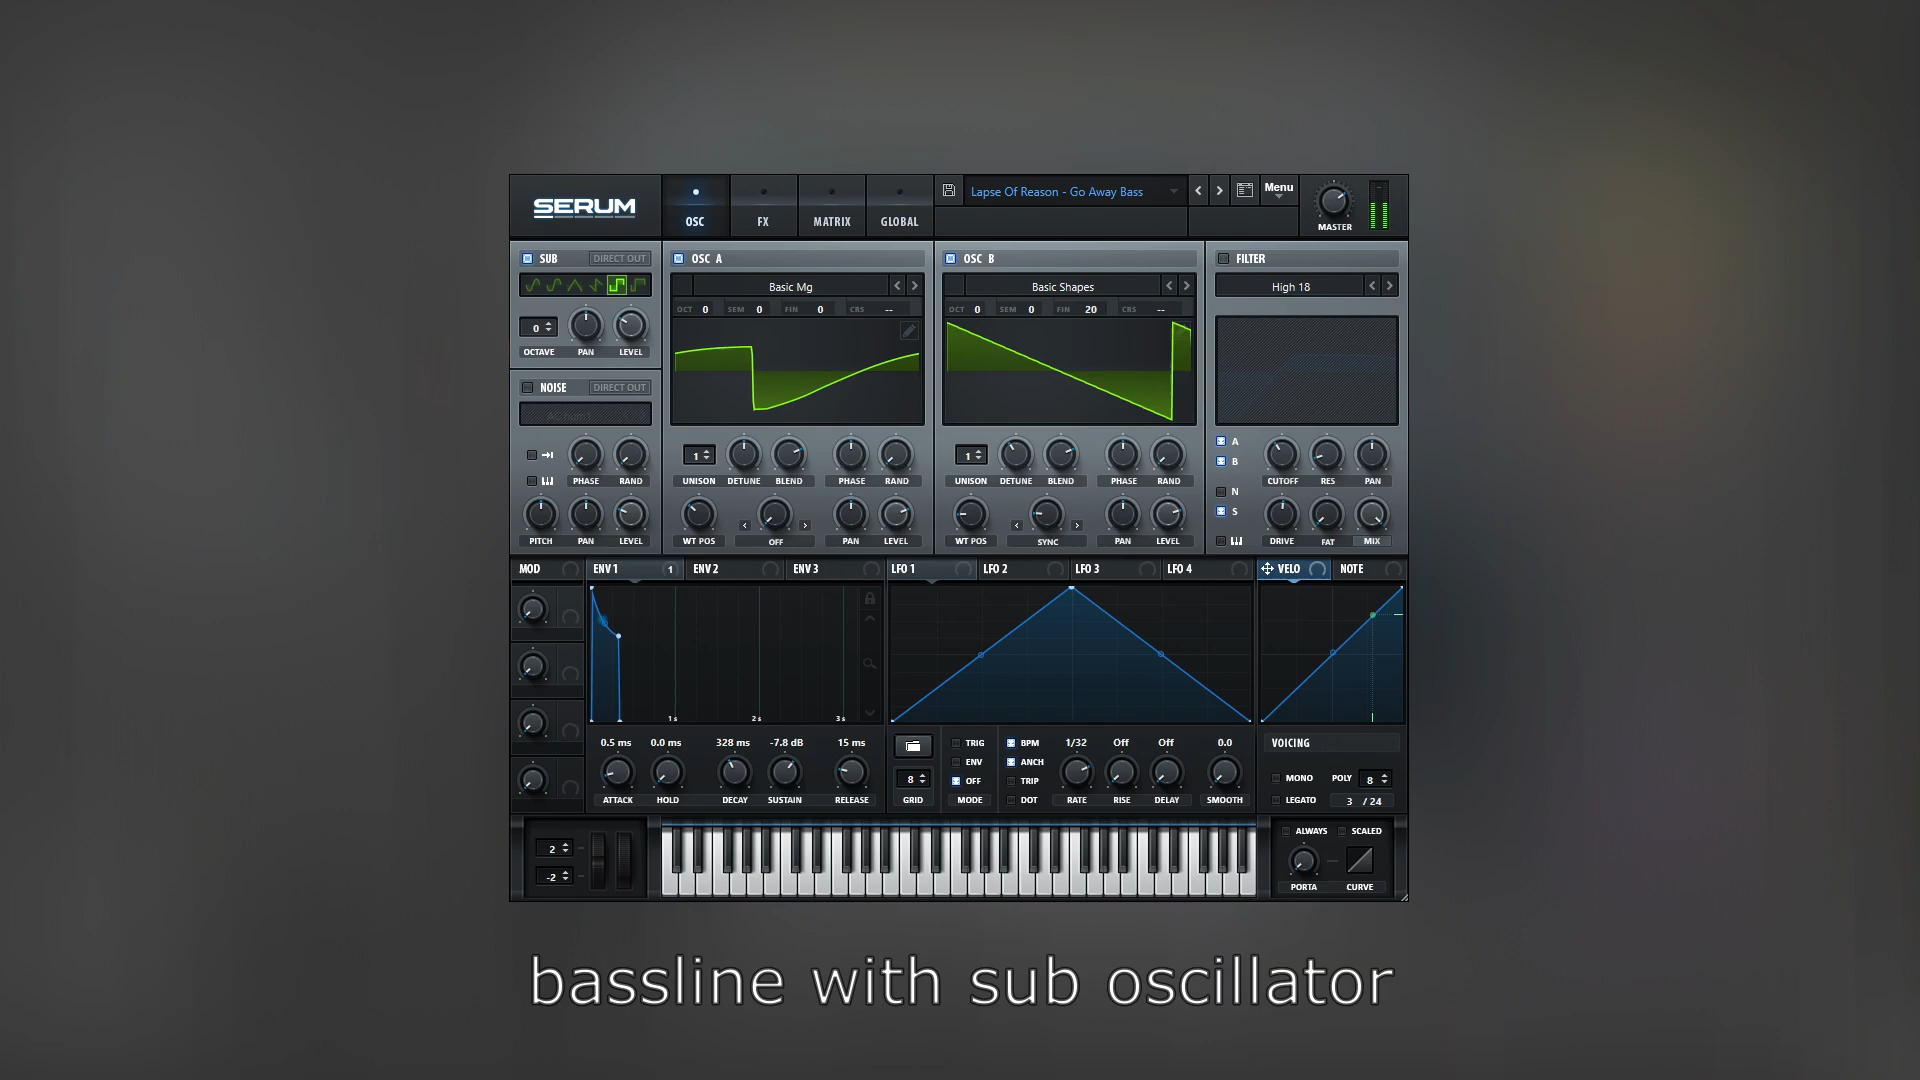 SERUM
OSC FX MATRIX GLOBAL
Lapse Of Reason - Go Away Bass
Menu
MASTER
SUB DIRECT OUT
0
OCTAVE PAN LEVEL
NOISE DIRECT OUT
AC hum1
PHASE RAND
PITCH PAN LEVEL
OSC A
Basic Mg
OCT 0 SEM 0 FIN 0 CRS --
1
UNISON DETUNE BLEND PHASE RAND
WT POS OFF PAN LEVEL
OSC B
Basic Shapes
OCT 0 SEM 0 FIN 20 CRS --
1
UNISON DETUNE BLEND PHASE RAND
WT POS SYNC PAN LEVEL
FILTER
High 18
A
B
N
S
CUTOFF RES PAN
DRIVE FAT MIX
MOD ENV 1 1 ENV 2 ENV 3 LFO 1 LFO 2 LFO 3 LFO 4 VELO NOTE
1s 2s 3s
0.5 ms 0.0 ms 328 ms -7.8 dB 15 ms
ATTACK HOLD DECAY SUSTAIN RELEASE
8
GRID
TRIG
ENV
OFF
MODE
BPM
ANCH
TRIP
DOT
1/32 Off Off 0.0
RATE RISE DELAY SMOOTH
VOICING
MONO POLY 8
LEGATO 3 / 24
2
-2
ALWAYS SCALED
PORTA CURVE
bassline with sub oscillator